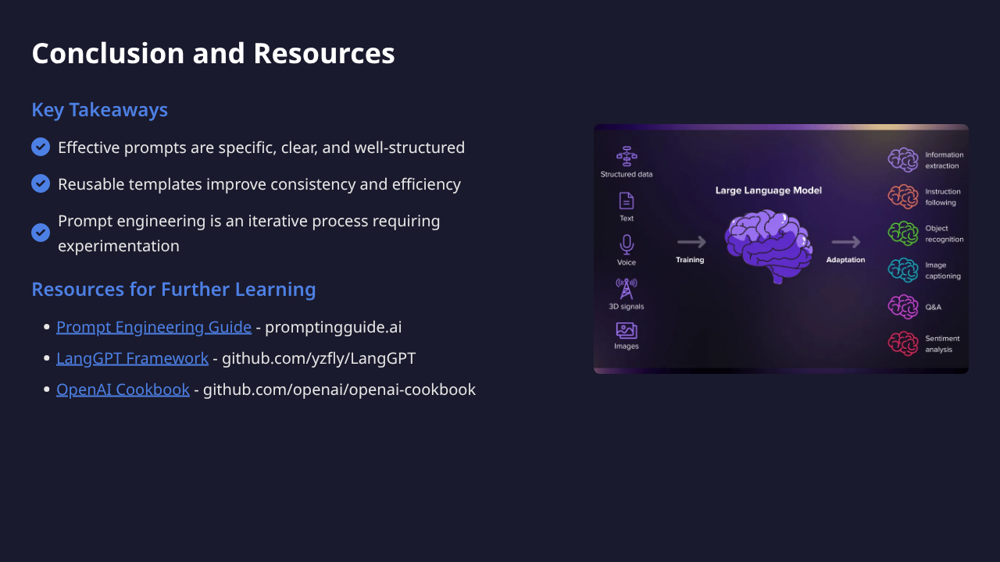 Conclusion and Resources
Key Takeaways
Effective prompts are specific, clear, and well-structured
Reusable templates improve consistency and efficiency
Prompt engineering is an iterative process requiring
experimentation
Resources for Further Learning
• Prompt Engineering Guide - promptingguide.ai
• LangGPT Framework - github.com/yzfly/LangGPT
• OpenAI Cookbook - github.com/openai/openai-cookbook
Structured data
Text
Voice
3D signals
Images
Training
Large Language Model
Adaptation
Information
extraction
Instruction
following
Object
recognition
Image
captioning
Q&A
Sentiment
analysis